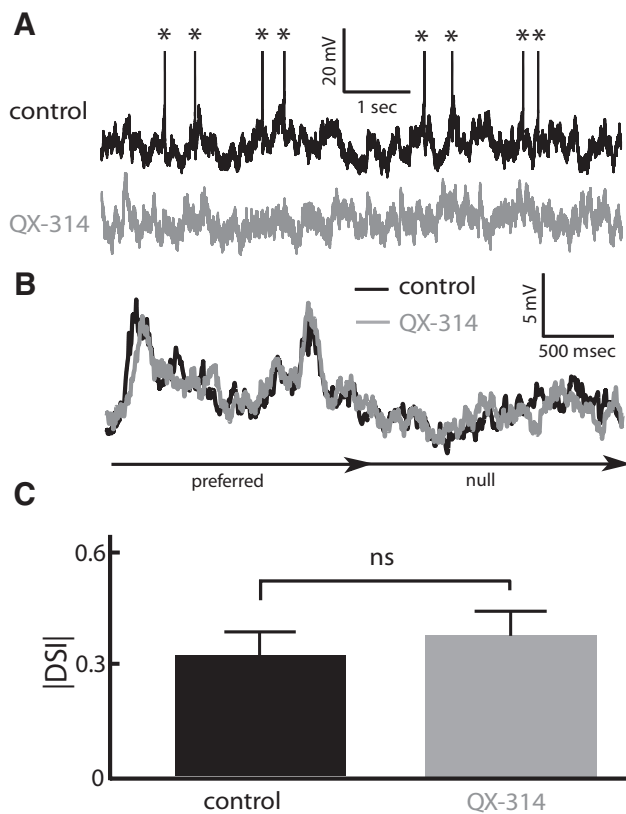 A
* * * * * * * *
20 mV
1 sec
control
QX-314
B
control
QX-314
5 mV
500 msec
preferred
null
C
ns
|DSI|
0.6
0.3
0
control
QX-314